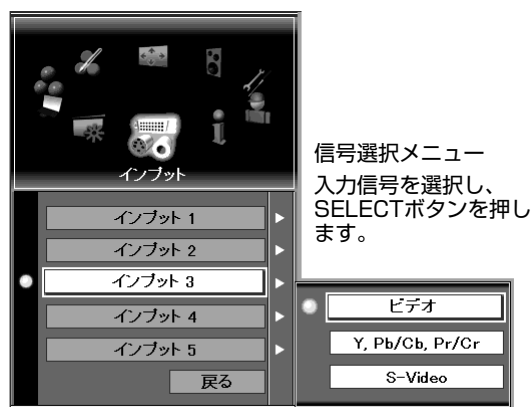 インプット
インプット 1
インプット 2
インプット 3
インプット 4
インプット 5
戻る
信号選択メニュー
入力信号を選択し、
SELECTボタンを押し
ます。
ビデオ
Y, Pb/Cb, Pr/Cr
S-Video